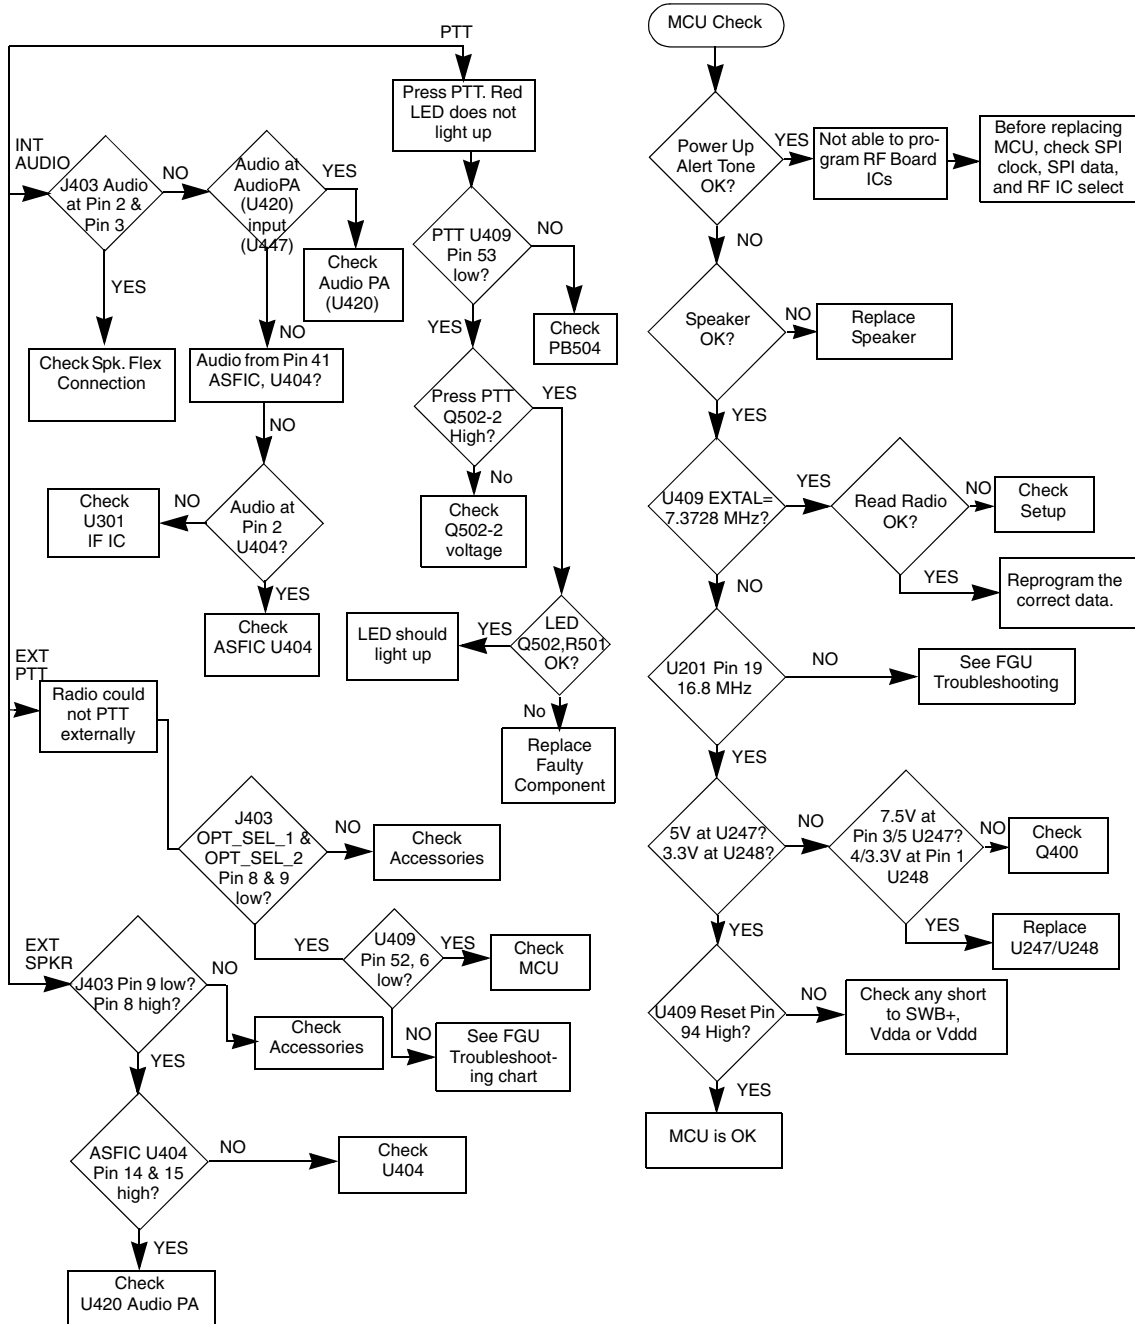 PTT
Press PTT. Red
LED does not
light up
INT
AUDIO
J403 Audio
at Pin 2 &
Pin 3
NO
Audio at
AudioPA
(U420)
input
(U447)
YES
Check
Audio PA
(U420)
YES
Check Spk. Flex
Connection
NO
Audio from Pin 41
ASFIC, U404?
NO
Audio at
Pin 2
U404?
NO
Check
U301
IF IC
YES
Check
ASFIC U404
PTT U409
Pin 53
low?
NO
Check
PB504
YES
Press PTT
Q502-2
High?
YES
No
Check
Q502-2
voltage
LED
Q502,R501
OK?
YES
LED should
light up
No
Replace
Faulty
Component
EXT
PTT
Radio could
not PTT
externally
J403
OPT_SEL_1 &
OPT_SEL_2
Pin 8 & 9
low?
NO
Check
Accessories
YES
U409
Pin 52, 6
low?
YES
Check
MCU
NO
See FGU
Troubleshoot-
ing chart
EXT
SPKR
J403 Pin 9 low?
Pin 8 high?
NO
Check
Accessories
YES
ASFIC U404
Pin 14 & 15
high?
NO
Check
U404
YES
Check
U420 Audio PA
MCU Check
Power Up
Alert Tone
OK?
YES
Not able to pro-
gram RF Board
ICs
Before replacing
MCU, check SPI
clock, SPI data,
and RF IC select
NO
Speaker
OK?
NO
Replace
Speaker
YES
U409 EXTAL=
7.3728 MHz?
YES
Read Radio
OK?
NO
Check
Setup
YES
Reprogram the
correct data.
NO
U201 Pin 19
16.8 MHz
NO
See FGU
Troubleshooting
YES
5V at U247?
3.3V at U248?
NO
7.5V at
Pin 3/5 U247?
4/3.3V at Pin 1
U248
NO
Check
Q400
YES
Replace
U247/U248
YES
U409 Reset Pin
94 High?
NO
Check any short
to SWB+,
Vdda or Vddd
YES
MCU is OK